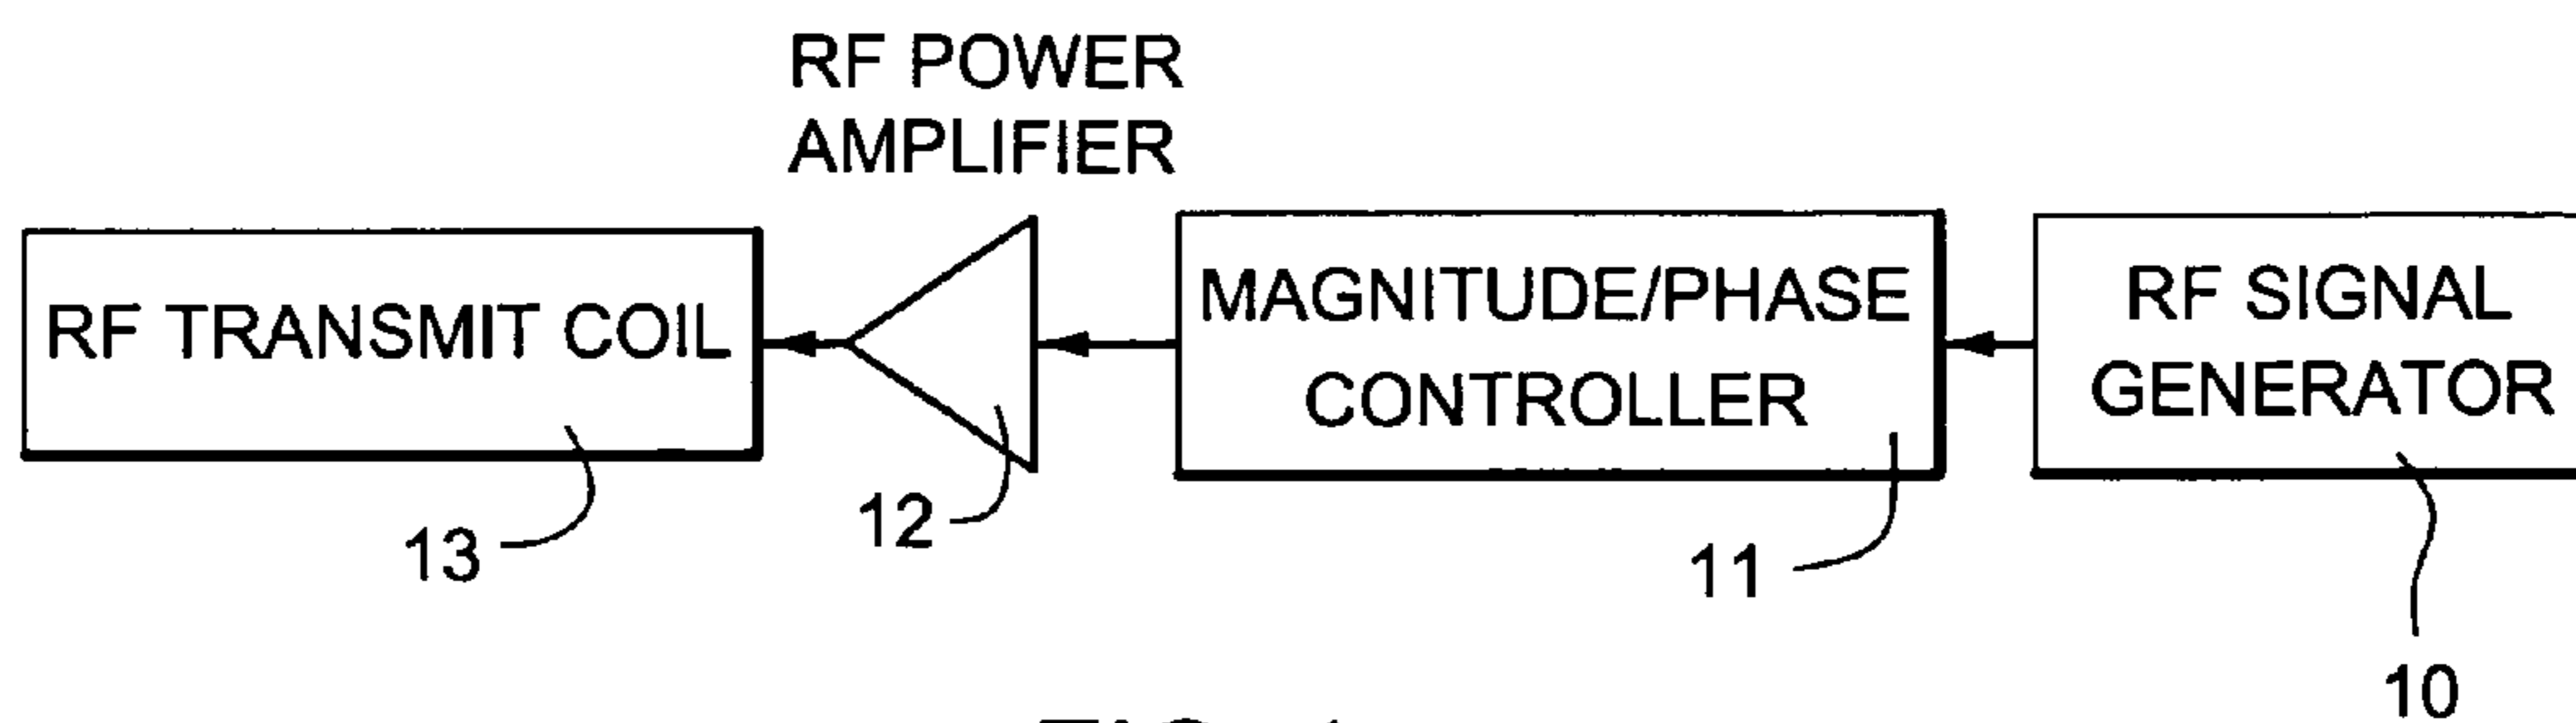 RF POWER
AMPLIFIER
RF TRANSMIT COIL
MAGNITUDE/PHASE
CONTROLLER
RF SIGNAL
GENERATOR
13
12
11
10